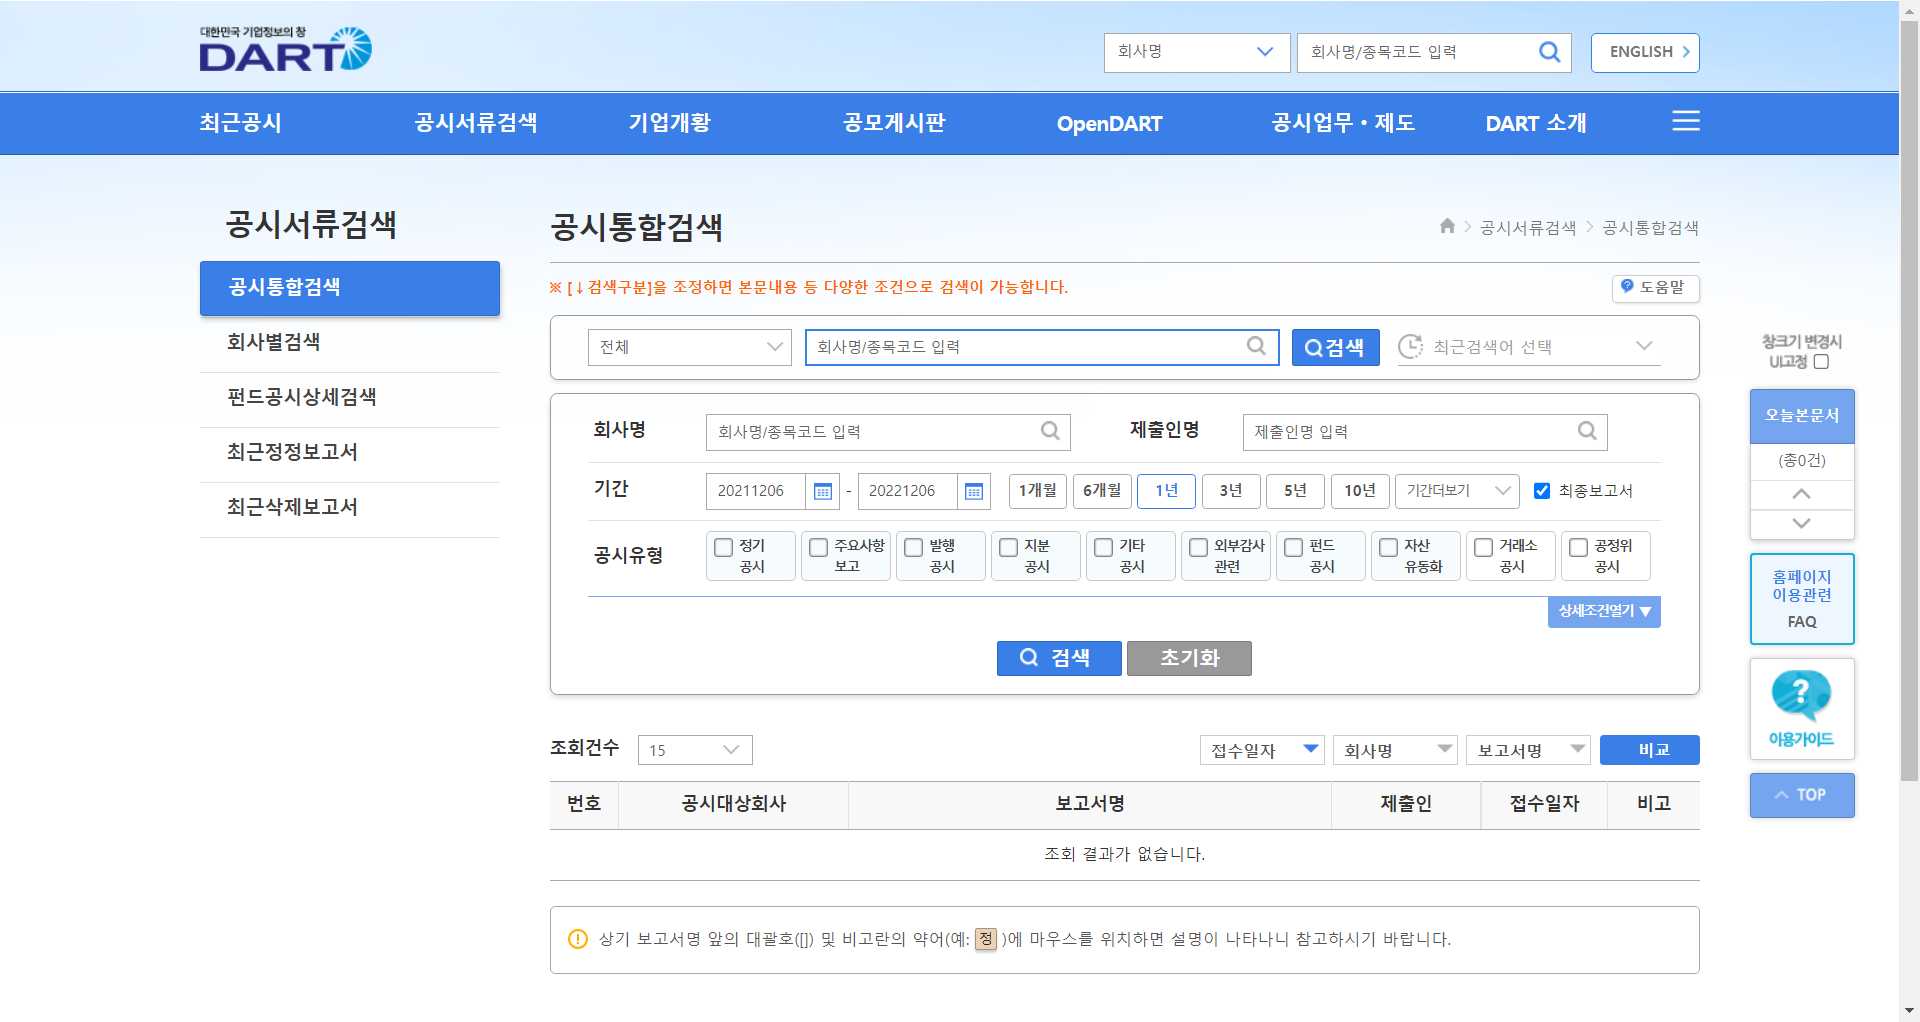 대한민국 기업정보의 창
DART
회사명
회사명/종목코드 입력
ENGLISH
최근공시
공시서류검색
기업개황
공모게시판
OpenDART
공시업무・제도
DART 소개
공시서류검색
공시통합검색
회사별검색
펀드공시상세검색
최근정정보고서
최근삭제보고서
공시통합검색
공시서류검색
공시통합검색
※ [↓검색구분]을 조정하면 본문내용 등 다양한 조건으로 검색이 가능합니다.
도움말
전체
회사명/종목코드 입력
검색
최근검색어 선택
회사명
회사명/종목코드 입력
제출인명
제출인명 입력
기간
20211206
-
20221206
1개월
6개월
1년
3년
5년
10년
기간더보기
최종보고서
공시유형
정기
공시
주요사항
보고
발행
공시
지분
공시
기타
공시
외부감사
관련
펀드
공시
자산
유동화
거래소
공시
공정위
공시
상세조건열기 ▼
검색
초기화
조회건수
15
접수일자
회사명
보고서명
비교
번호
공시대상회사
보고서명
제출인
접수일자
비고
조회 결과가 없습니다.
상기 보고서명 앞의 대괄호([]) 및 비고란의 약어(예: 정 )에 마우스를 위치하면 설명이 나타나니 참고하시기 바랍니다.
창크기 변경시
UI고정
오늘본문서
(총0건)
홈페이지
이용관련
FAQ
?
이용가이드
TOP